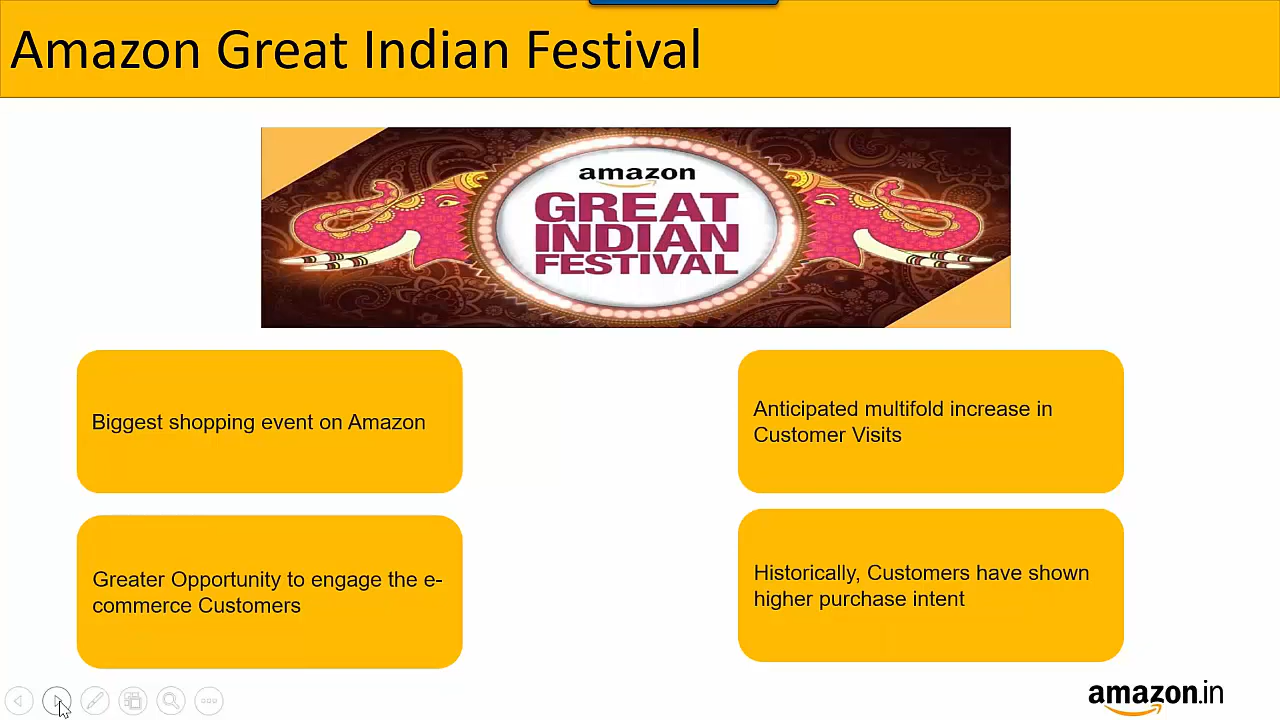 Amazon Great Indian Festival
amazon
GREAT
INDIAN
FESTIVAL
Biggest shopping event on Amazon
Anticipated multifold increase in
Customer Visits
Greater Opportunity to engage the e-
commerce Customers
Historically, Customers have shown
higher purchase intent
amazon.in